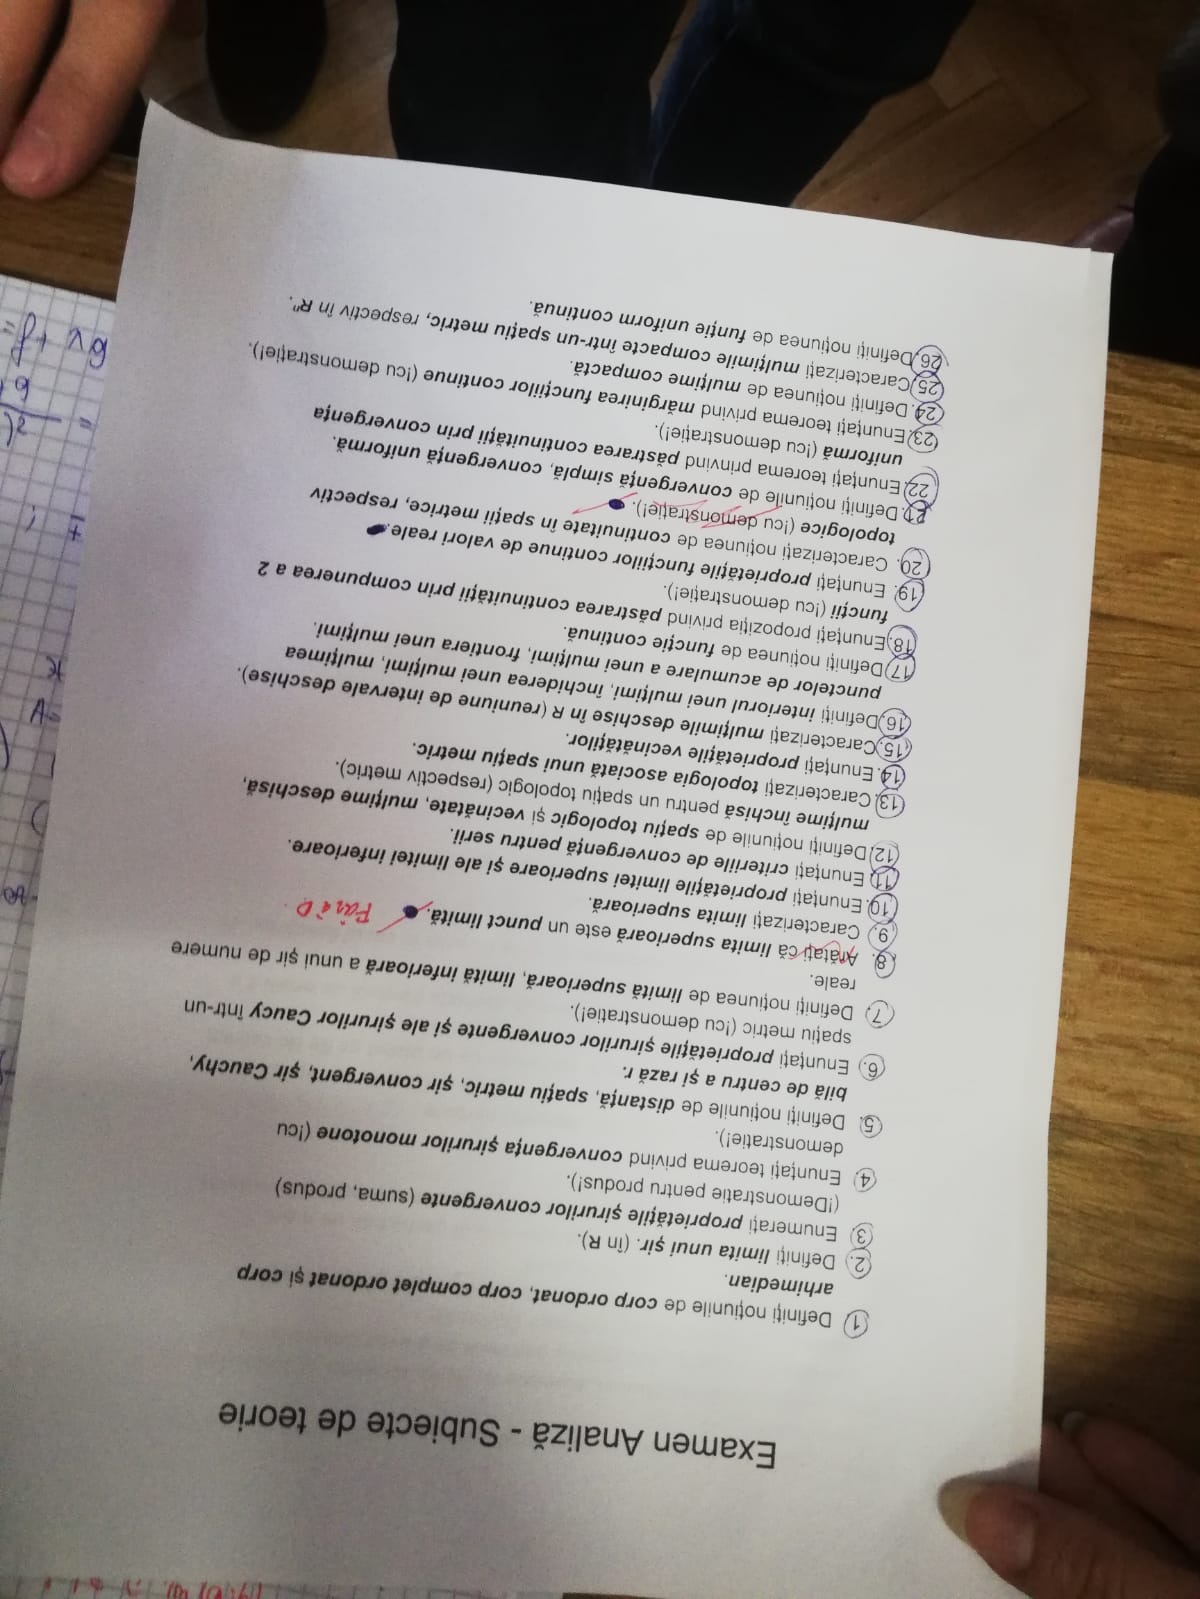 Examen Analiză - Subiecte de teorie
1. Definiți noțiunile de corp ordonat, corp complet ordonat și corp
arhimedian.
2. Definiți limita unui șir. (în R).
3. Enumerați proprietățile șirurilor convergente (suma, produs)
(!Demonstratie pentru produs!).
4. Enunțați teorema privind convergența șirurilor monotone (!cu
demonstratie!).
5. Definiți noțiunile de distanță, spațiu metric, șir convergent, șir Cauchy,
bilă de centru a și rază r.
6. Enunțați proprietățile șirurilor convergente și ale șirurilor Caucy într-un
spațiu metric (!cu demonstratie!).
7. Definiți noțiunea de limită superioară, limită inferioară a unui șir de numere
reale.
8. Arătați că limita superioară este un punct limită. Fără D
9. Caracterizați limita superioară.
10. Enunțați proprietățile limitei superioare și ale limitei inferioare.
11. Enunțați criteriile de convergență pentru serii.
12. Definiți noțiunile de spațiu topologic și vecinătate, mulțime deschisă,
mulțime închisă pentru un spațiu topologic (respectiv metric).
13. Caracterizați topologia asociată unui spațiu metric.
14. Enunțați proprietățile vecinătăților.
15. Caracterizați mulțimile deschise în R (reuniune de intervale deschise).
16. Definiți interiorul unei mulțimi, închiderea unei mulțimi, mulțimea
punctelor de acumulare a unei mulțimi, frontiera unei mulțimi.
17. Definiți noțiunea de funcție continuă.
18. Enunțați propoziția privind păstrarea continuității prin compunerea a 2
funcții (!cu demonstrație!).
19. Enunțați proprietățile funcțiilor continue de valori reale.
20. Caracterizați noțiunea de continuitate în spații metrice, respectiv
topologice (!cu demonstrație!).
21. Definiți noțiunile de convergență simplă, convergență uniformă.
22. Enunțați teorema prinvind păstrarea continuității prin convergența
uniformă (!cu demonstrație!).
23. Enunțați teorema privind mărginirea funcțiilor continue (!cu demonstrație!).
24. Definiți noțiunea de mulțime compactă.
25. Caracterizați mulțimile compacte într-un spațiu metric, respectiv în Rⁿ.
26. Definiți noțiunea de funcție uniform continuă.